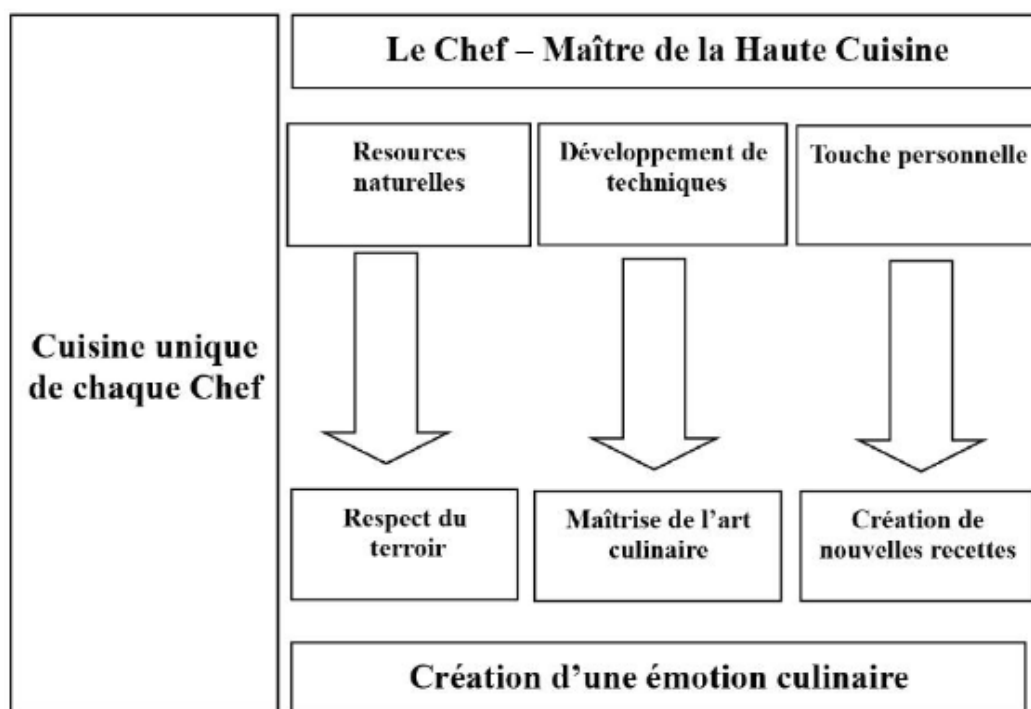 Le Chef – Maître de la Haute Cuisine
Resources
naturelles
Développement de
techniques
Touche personnelle
Cuisine unique
de chaque Chef
Respect du
terroir
Maîtrise de l’art
culinaire
Création de
nouvelles recettes
Création d’une émotion culinaire